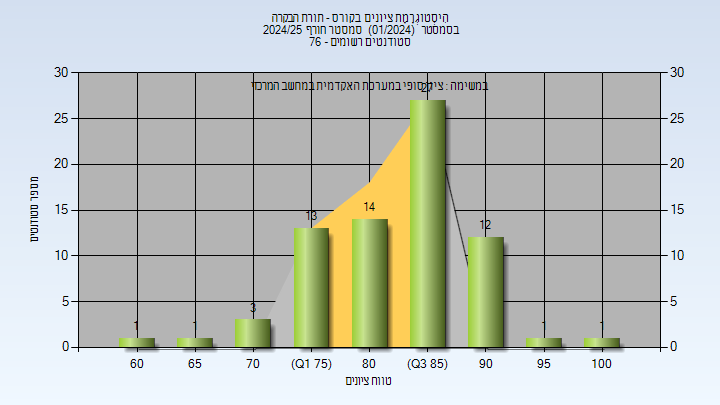 הִיסְטוֹגְרָמַת ציונים בקורס - תורת הבקרה
בסמסטר (01/2024) סמסטר חורף 2024/25
סטודנטים רשומים - 76
במשימה : ציון סופי במערכת האקדמית במחשב המרכזי
30 30
25 25
20 20
15 15
10 10
5 5
0 0
מספר סטודנטים
1 1 3 13 14 27 12 1 1
60 65 70 (Q1 75) 80 (Q3 85) 90 95 100
טווח ציונים